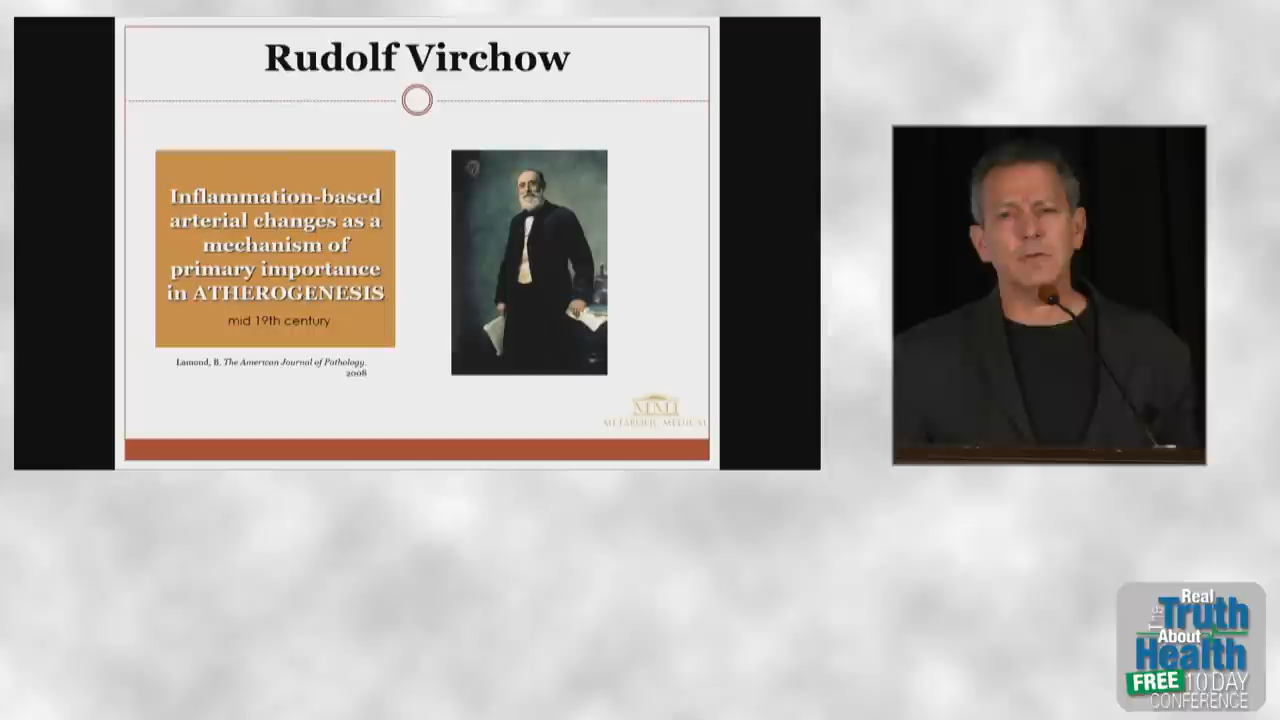 Rudolf Virchow
Inflammation-based
arterial changes as a
mechanism of
primary importance
in ATHEROGENESIS
mid 19th century
Lamond, B. The American Journal of Pathology.
2008
MMI
METABOLIC MEDICAL
The
Real
Truth
About
Health
FREE 10 DAY
CONFERENCE